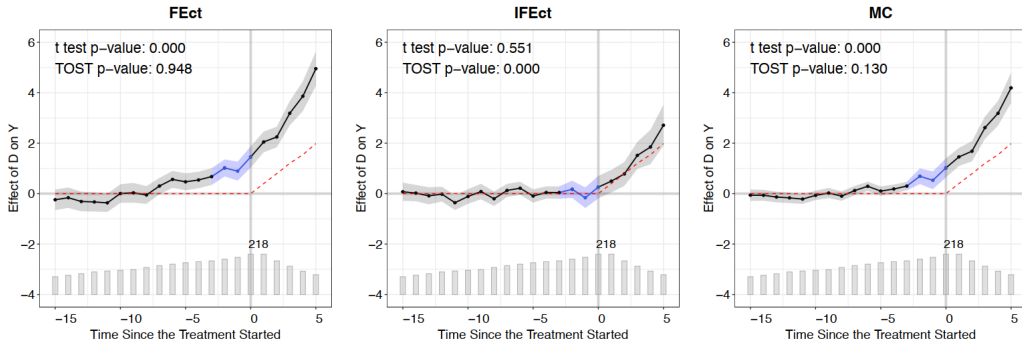 FEct
t test p−value: 0.000
TOST p−value: 0.948
Effect of D on Y
6
4
2
0
−2
−4
218
−15
−10
−5
0
5
Time Since the Treatment Started
IFEct
t test p−value: 0.551
TOST p−value: 0.000
Effect of D on Y
6
4
2
0
−2
−4
218
−15
−10
−5
0
5
Time Since the Treatment Started
MC
t test p−value: 0.000
TOST p−value: 0.130
Effect of D on Y
6
4
2
0
−2
−4
218
−15
−10
−5
0
5
Time Since the Treatment Started